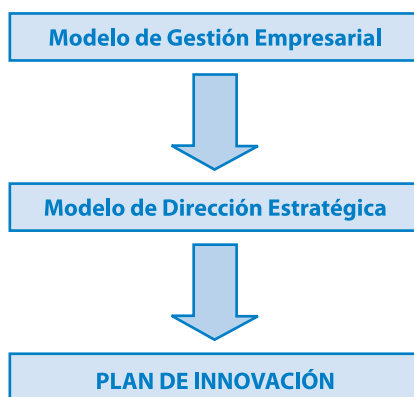 Modelo de Gestión Empresarial
Modelo de Dirección Estratégica
PLAN DE INNOVACIÓN